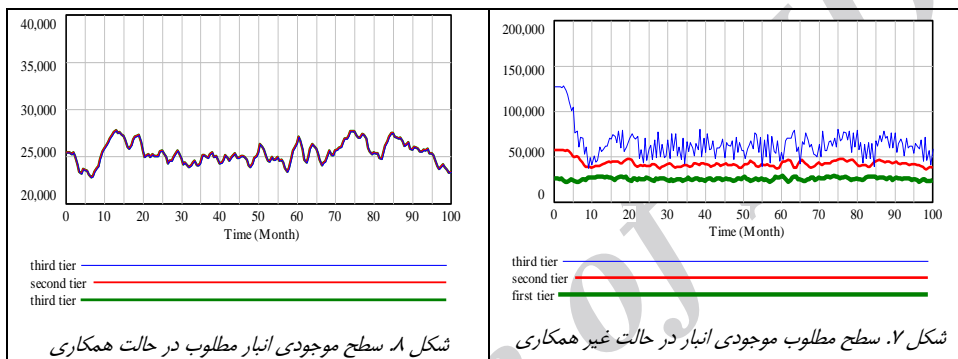 40,000
35,000
30,000
25,000
20,000
0 10 20 30 40 50 60 70 80 90 100
Time (Month)
third tier
second tier
third tier
شکل ۸. سطح موجودی انبار مطلوب در حالت همکاری
200,000
150,000
100,000
50,000
0
0 10 20 30 40 50 60 70 80 90 100
Time (Month)
third tier
second tier
first tier
شکل ۷. سطح مطلوب موجودی انبار در حالت غیر همکاری